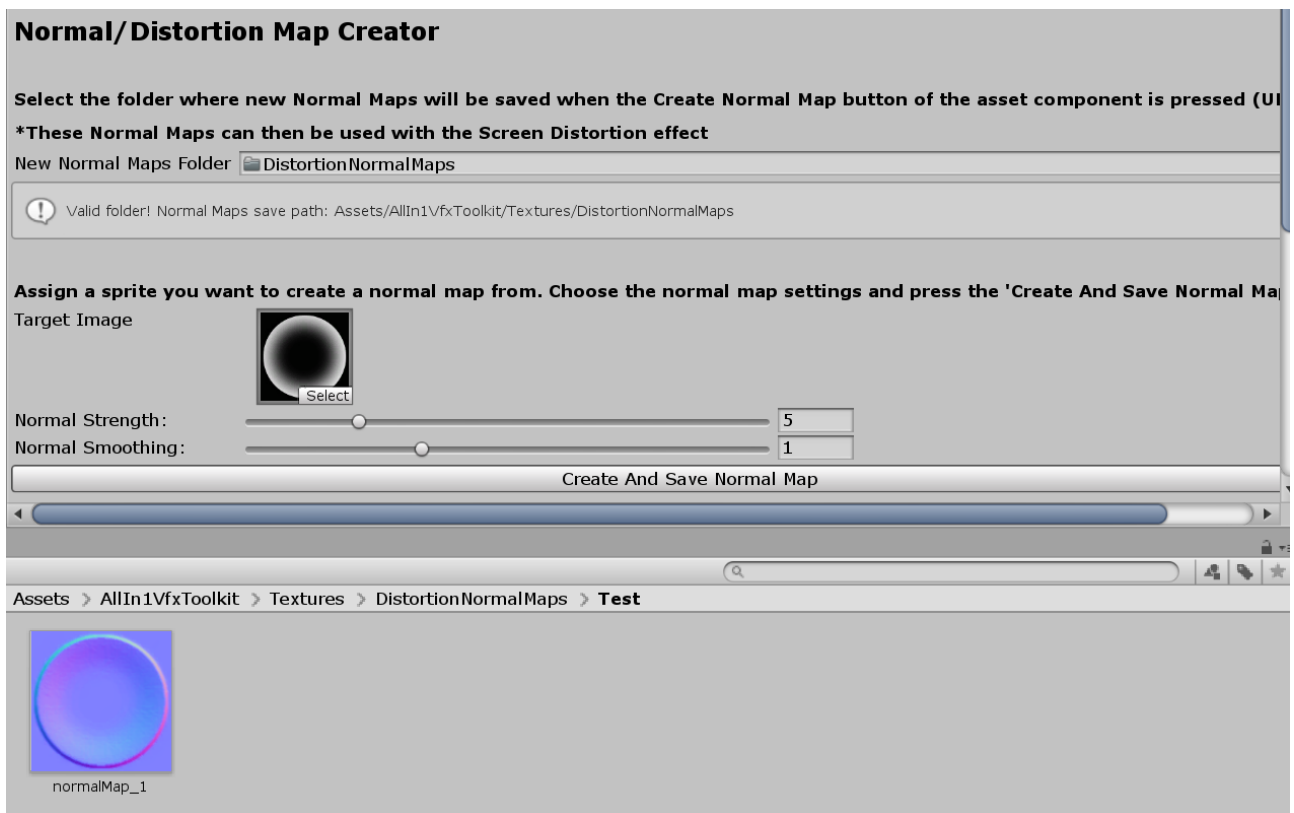 Normal/Distortion Map Creator
Select the folder where new Normal Maps will be saved when the Create Normal Map button of the asset component is pressed
*These Normal Maps can then be used with the Screen Distortion effect
New Normal Maps Folder DistortionNormalMaps
Valid folder! Normal Maps save path: Assets/AllIn1VfxToolkit/Textures/DistortionNormalMaps
Assign a sprite you want to create a normal map from. Choose the normal map settings and press the 'Create And Save Normal
Target Image
Select
Normal Strength: 5
Normal Smoothing: 1
Create And Save Normal Map
Assets > AllIn1VfxToolkit > Textures > DistortionNormalMaps > Test
normalMap_1